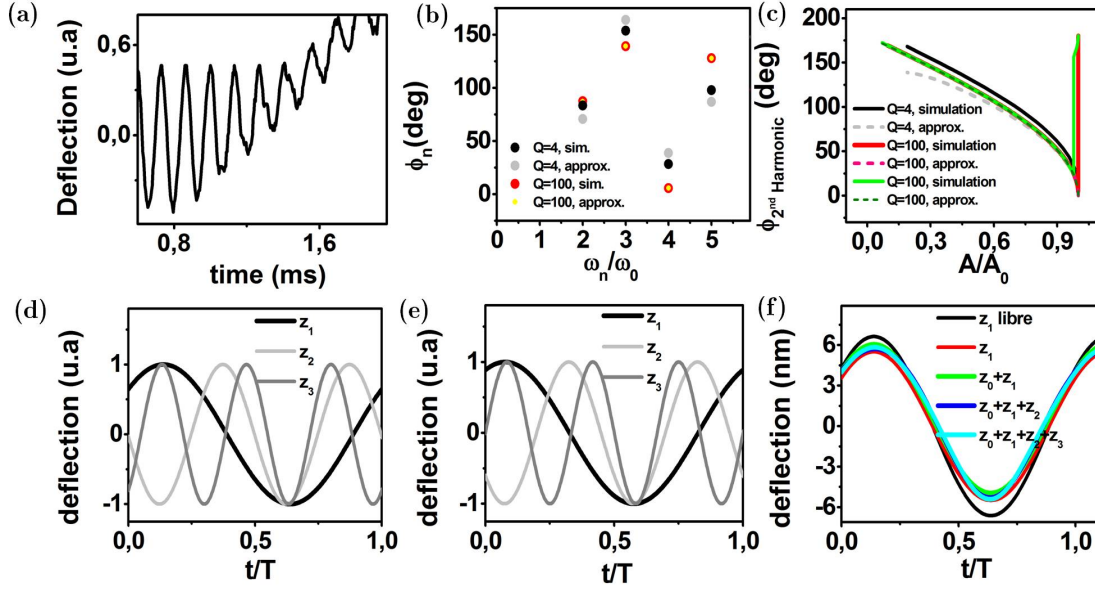 (a)
Deflection (u.a)
0,6
0,0
0,8
1,6
time (ms)
(b)
ϕn(deg)
150
100
50
0
Q=4, sim.
Q=4, approx.
Q=100, sim.
Q=100, approx.
0 1 2 3 4 5
ωn/ω0
(c)
ϕ2nd Harmonic (deg)
200
150
100
50
0
Q=4, simulation
Q=4, approx.
Q=100, simulation
Q=100, approx.
Q=100, simulation
Q=100, approx.
0,0 0,3 0,6 0,9
A/A0
(d)
deflection (u.a)
1
0
-1
z1
z2
z3
0,0 0,5 1,0
t/T
(e)
deflection (u.a)
1
0
-1
z1
z2
z3
0,0 0,5 1,0
t/T
(f)
deflection (nm)
6
3
0
-3
-6
z1 libre
z1
z0+z1
z0+z1+z2
z0+z1+z2+z3
0,0 0,5 1,0
t/T